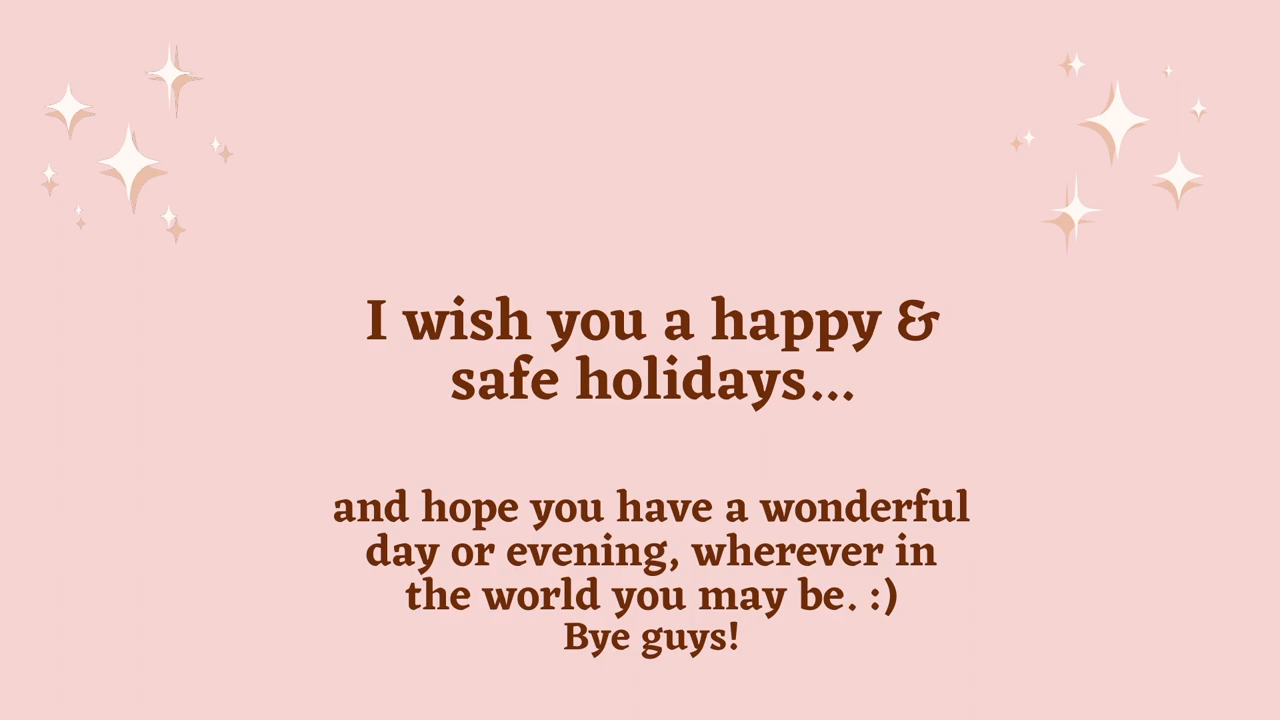 I wish you a happy &
safe holidays...
and hope you have a wonderful
day or evening, wherever in
the world you may be. :)
Bye guys!